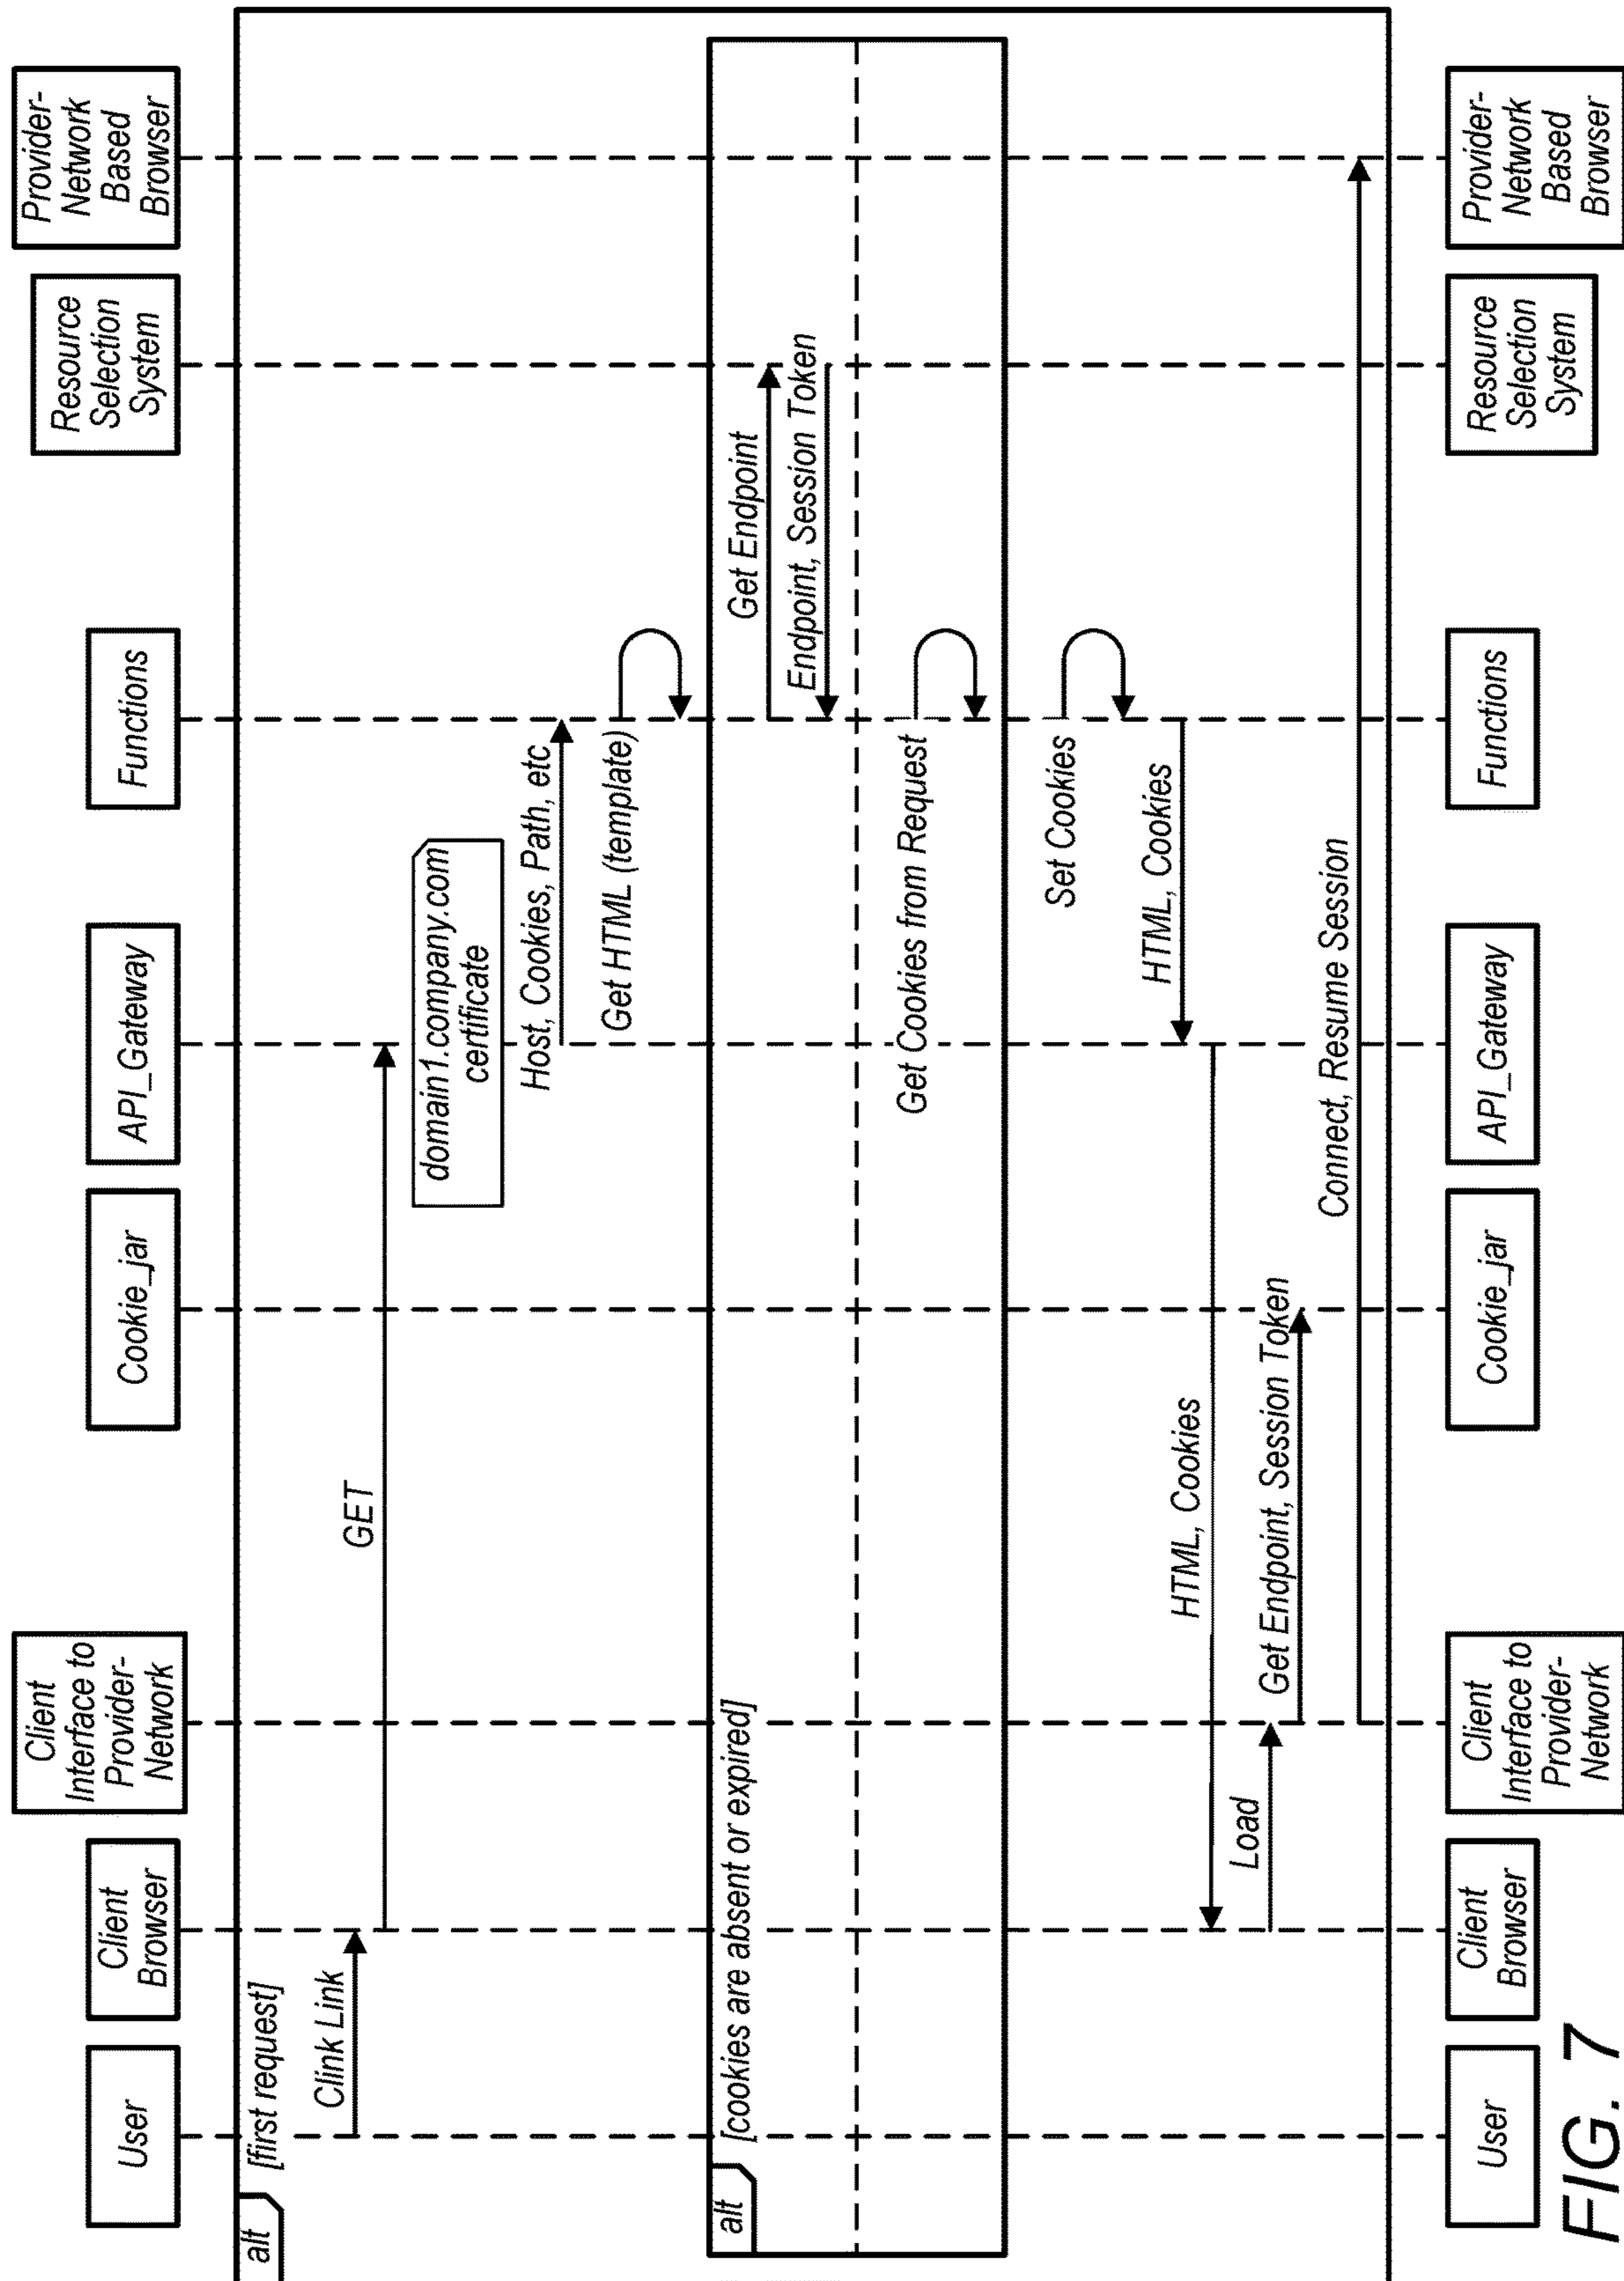 User
Client
Browser
Client
Interface to
Provider-
Network
Cookie_jar
API_Gateway
Functions
Resource
Selection
System
Provider-
Network
Based
Browser
alt
[first request]
Clink Link
GET
domain1.company.com
certificate
Host, Cookies, Path, etc
Get HTML (template)
alt
[cookies are absent or expired]
Get Endpoint
Endpoint, Session Token
Get Cookies from Request
Set Cookies
HTML, Cookies
HTML, Cookies
Load
Get Endpoint, Session Token
Connect, Resume Session
User
Client
Browser
Client
Interface to
Provider-
Network
Cookie_jar
API_Gateway
Functions
Resource
Selection
System
Provider-
Network
Based
Browser
FIG. 7